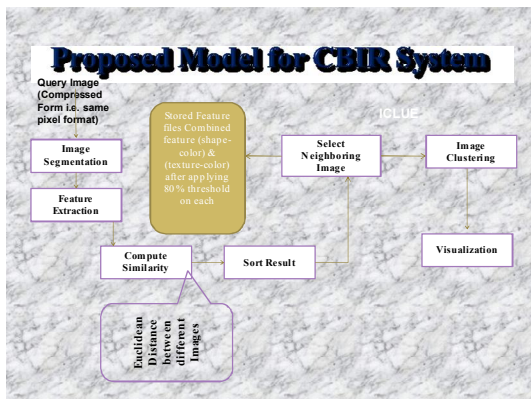 Proposed Model for CBIR System
Query Image
(Compressed
Form i.e. same
pixel format)
Image
Segmentation
Feature
Extraction
Stored Feature
files Combined
feature (shape-
color) &
(texture-color)
after applying
80% threshold
on each
Select
Neighboring
Image
ICLUE
Image
Clustering
Visualization
Compute
Similarity
Sort Result
Euclidean
Distance
between
different
Images